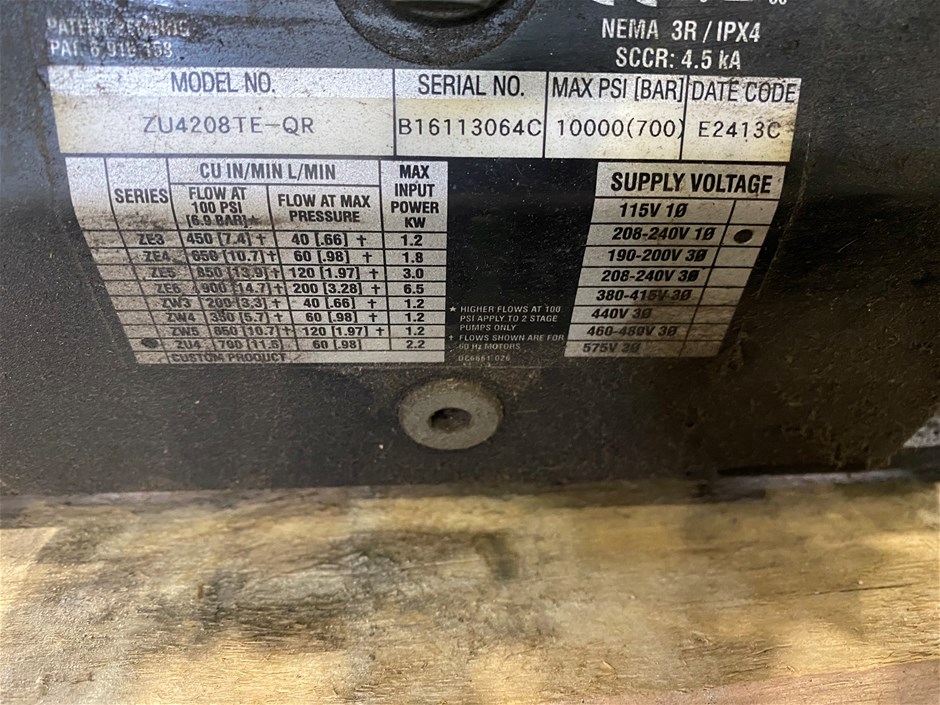 PATENT PENDING
PAT 6,919,158
NEMA 3R / IPX4
SCCR: 4.5 kA
MODEL NO. SERIAL NO. MAX PSI [BAR] DATE CODE
ZU4208TE-QR B16113064C 10000(700) E2413C
SERIES CU IN/MIN L/MIN MAX INPUT POWER KW
FLOW AT 100 PSI [6.9 BAR]★ FLOW AT MAX PRESSURE
ZE3 450 [7.4] † 40 [.66] † 1.2
ZE4 650 [10.7] † 60 [.98] † 1.8
ZE5 850 [13.9] † 120 [1.97] † 3.0
ZE6 900 [14.7] † 200 [3.28] † 6.5
ZW3 200 [3.3] † 40 [.66] † 1.2
ZW4 350 [5.7] † 60 [.98] † 1.2
ZW5 650 [10.7] † 120 [1.97] † 1.2
ZU4 700 [11.5] 60 [.98] 2.2
CUSTOM PRODUCT
★ HIGHER FLOWS AT 100
PSI APPLY TO 2 STAGE
PUMPS ONLY
† FLOWS SHOWN ARE FOR
60 Hz MOTORS
DC6661 026
SUPPLY VOLTAGE
115V 1Ø
208-240V 1Ø
190-200V 3Ø
208-240V 3Ø
380-415V 3Ø
440V 3Ø
460-480V 3Ø
575V 3Ø